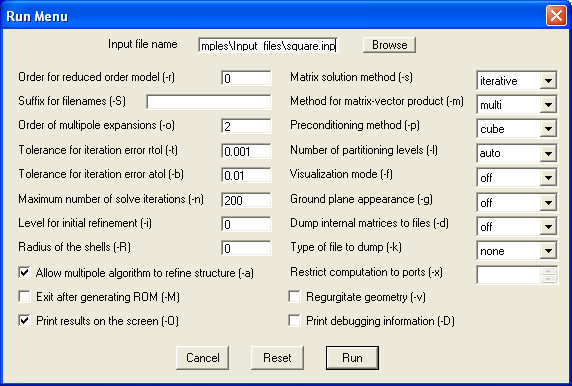 Run Menu
Input file name mples\Input_files\square.inp Browse
Order for reduced order model (-r) 0 Matrix solution method (-s) iterative
Suffix for filenames (-S) Method for matrix-vector product (-m) multi
Order of multipole expansions (-o) 2 Preconditioning method (-p) cube
Tolerance for iteration error rtol (-t) 0.001 Number of partitioning levels (-l) auto
Tolerance for iteration error atol (-b) 0.01 Visualization mode (-f) off
Maximum number of solve iterations (-n) 200 Ground plane appearance (-g) off
Level for initial refinement (-i) 0 Dump internal matrices to files (-d) off
Radius of the shells (-R) 0 Type of file to dump (-k) none
Allow multipole algorithm to refine structure (-a) Restrict computation to ports (-x)
Exit after generating ROM (-M) Regurgitate geometry (-v)
Print results on the screen (-O) Print debugging information (-D)
Cancel Reset Run